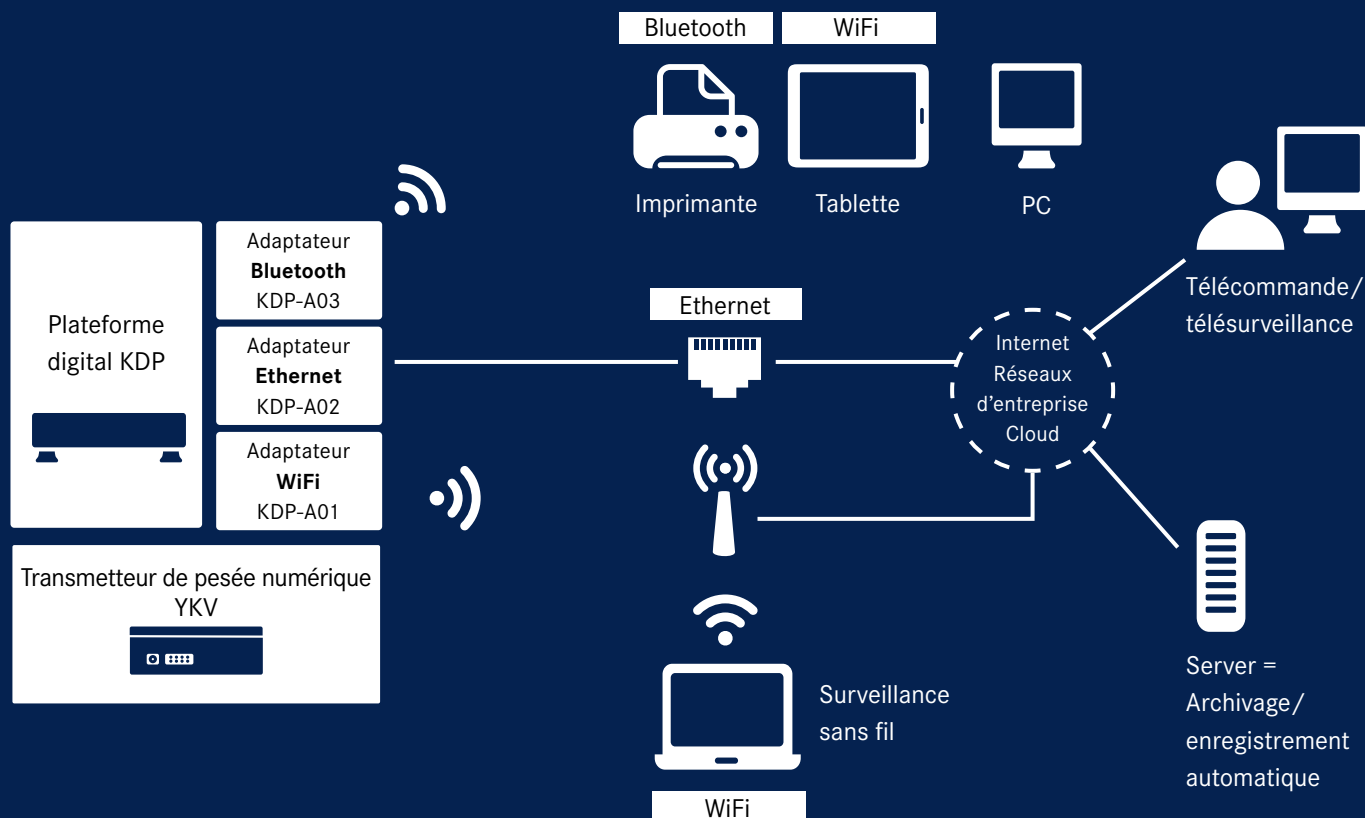 Bluetooth
WiFi
Imprimante
Tablette
PC
Adaptateur
Bluetooth
KDP-A03
Plateforme
digital KDP
Adaptateur
Ethernet
KDP-A02
Adaptateur
WiFi
KDP-A01
Transmetteur de pesée numérique
YKV
Ethernet
Internet
Réseaux
d'entreprise
Cloud
Télécommande/
télésurveillance
Surveillance
sans fil
WiFi
Server =
Archivage/
enregistrement
automatique